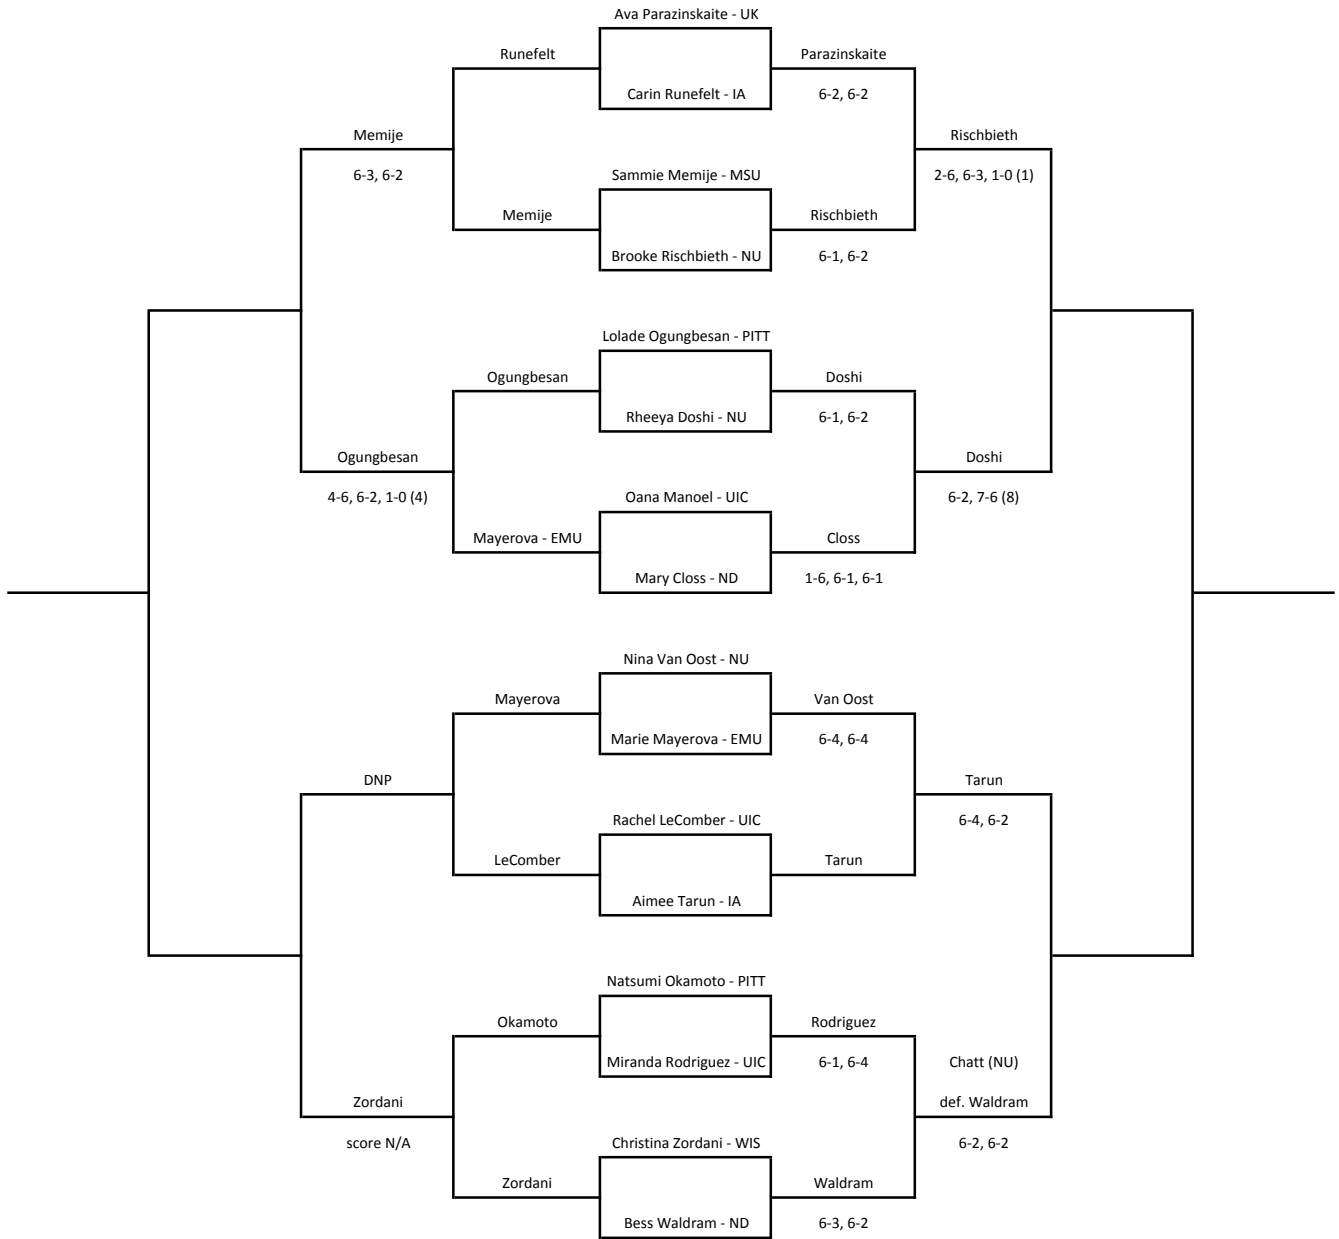 Ava Parazinskaite - UK
Runefelt
Parazinskaite
Carin Runefelt - IA
6-2, 6-2
Memije
Rischbieth
6-3, 6-2
Sammie Memije - MSU
2-6, 6-3, 1-0 (1)
Memije
Rischbieth
Brooke Rischbieth - NU
6-1, 6-2
Lolade Ogungbesan - PITT
Ogungbesan
Doshi
Rheeya Doshi - NU
6-1, 6-2
Ogungbesan
Doshi
4-6, 6-2, 1-0 (4)
Oana Manoel - UIC
6-2, 7-6 (8)
Mayerova - EMU
Closs
Mary Closs - ND
1-6, 6-1, 6-1
Nina Van Oost - NU
Mayerova
Van Oost
Marie Mayerova - EMU
6-4, 6-4
DNP
Tarun
Rachel LeComber - UIC
6-4, 6-2
LeComber
Tarun
Aimee Tarun - IA
Natsumi Okamoto - PITT
Okamoto
Rodriguez
Miranda Rodriguez - UIC
6-1, 6-4
Chatt (NU)
Zordani
def. Waldram
score N/A
Christina Zordani - WIS
6-2, 6-2
Zordani
Waldram
Bess Waldram - ND
6-3, 6-2